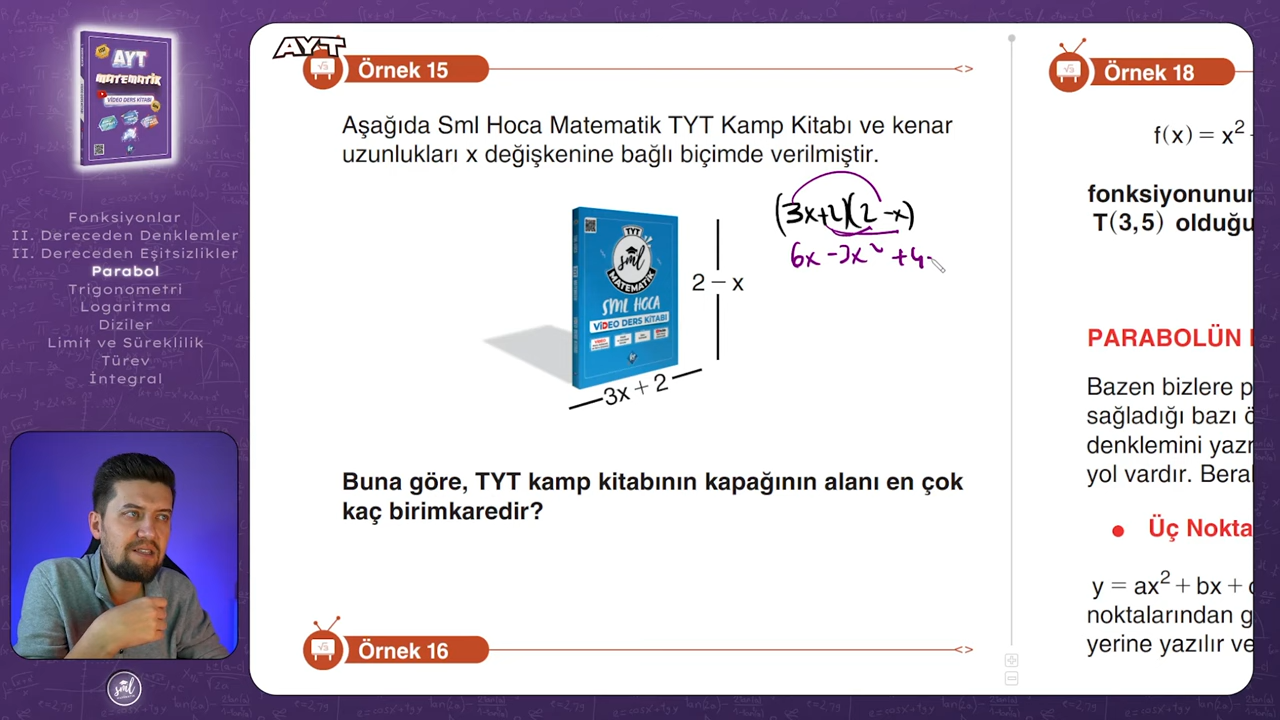 AYT
MATEMATİK
VİDEO DERS KİTABI
Fonksiyonlar
II. Dereceden Denklemler
II. Dereceden Eşitsizlikler
Parabol
Trigonometri
Logaritma
Diziler
Limit ve Süreklilik
Türev
İntegral
sml
AYT
Örnek 15
Aşağıda Sml Hoca Matematik TYT Kamp Kitabı ve kenar
uzunlukları x değişkenine bağlı biçimde verilmiştir.
(3x+2)(2-x)
6x-3x²+4-
TYT
sml
MATEMATİK
SML HOCA
VİDEO DERS KİTABI
2 − x
3x + 2
Buna göre, TYT kamp kitabının kapağının alanı en çok
kaç birimkaredir?
Örnek 16
Örnek 18
f(x) = x²
fonksiyonunun
T(3,5) olduğu
PARABOLÜN
Bazen bizlere p
sağladığı bazı ö
denklemini yazr
yol vardır. Beral
● Üç Nokta
y = ax² + bx + c
noktalarından g
yerine yazılır ve